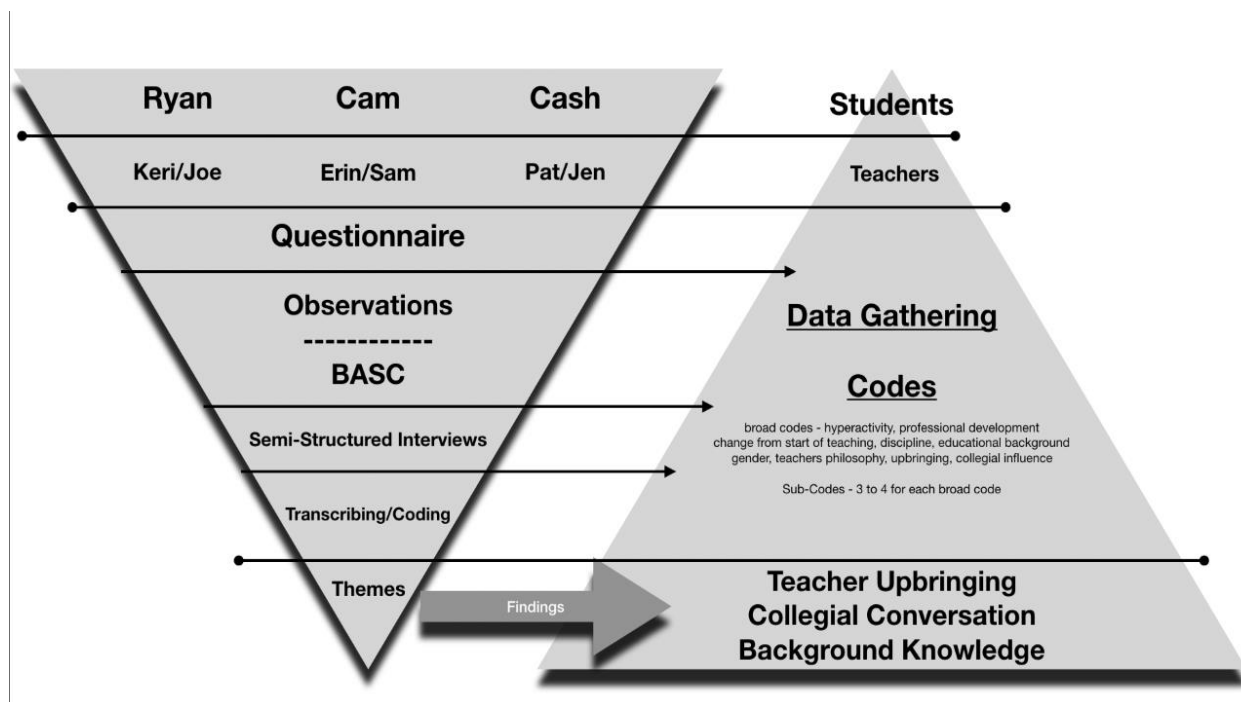 Ryan Cam Cash Students
Keri/Joe Erin/Sam Pat/Jen Teachers
Questionnaire
Observations
------------
BASC
Semi-Structured Interviews
Transcribing/Coding
Themes
Findings
Data Gathering
Codes
broad codes - hyperactivity, professional development
change from start of teaching, discipline, educational background
gender, teachers philosophy, upbringing, collegial influence
Sub-Codes - 3 to 4 for each broad code
Teacher Upbringing
Collegial Conversation
Background Knowledge